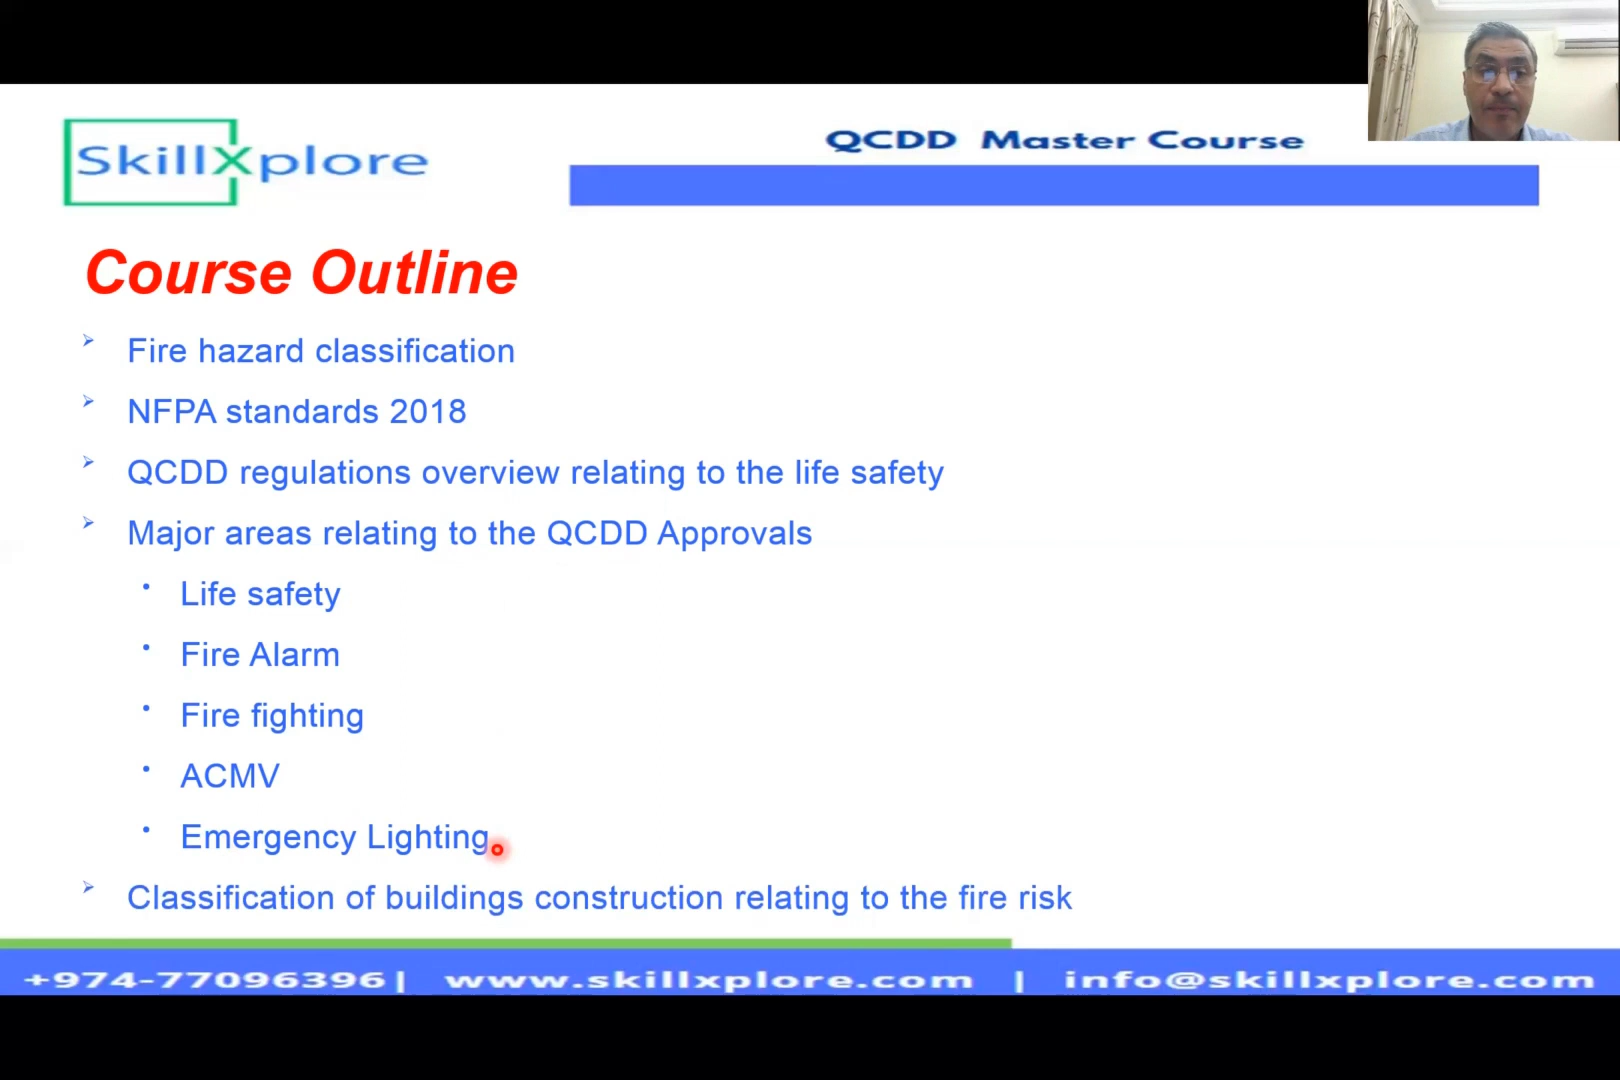 SkillXplore
QCDD Master Course
Course Outline
Fire hazard classification
NFPA standards 2018
QCDD regulations overview relating to the life safety
Major areas relating to the QCDD Approvals
Life safety
Fire Alarm
Fire fighting
ACMV
Emergency Lighting
Classification of buildings construction relating to the fire risk
+974-77096396| www.skillxplore.com | info@skillxplore.com